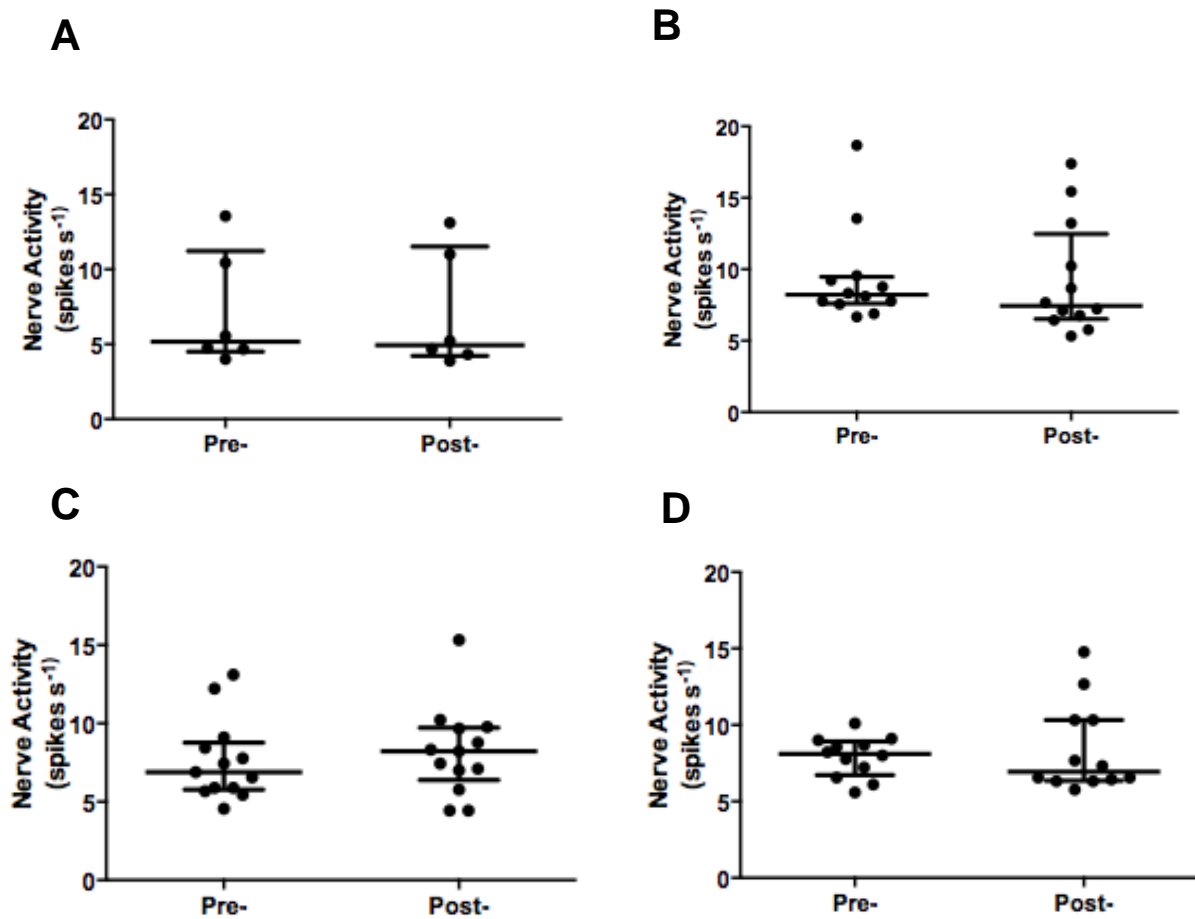 A
20
15
10
5
0
Nerve Activity
(spikes s⁻¹)
Pre-
Post-
B
20
15
10
5
0
Nerve Activity
(spikes s⁻¹)
Pre-
Post-
C
20
15
10
5
0
Nerve Activity
(spikes s⁻¹)
Pre-
Post-
D
20
15
10
5
0
Nerve Activity
(spikes s⁻¹)
Pre-
Post-